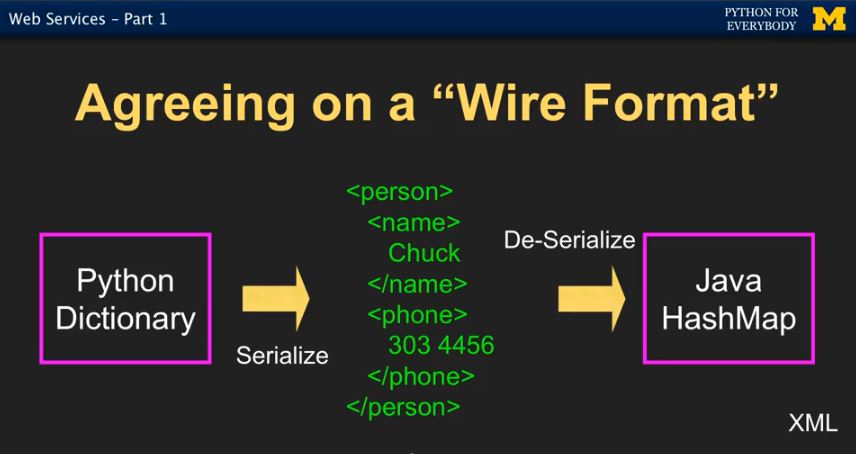 Web Services – Part 1
PYTHON FOR
EVERYBODY
M
Agreeing on a “Wire Format”
Python
Dictionary
Serialize
<person>
<name>
Chuck
</name>
<phone>
303 4456
</phone>
</person>
De-Serialize
Java
HashMap
XML